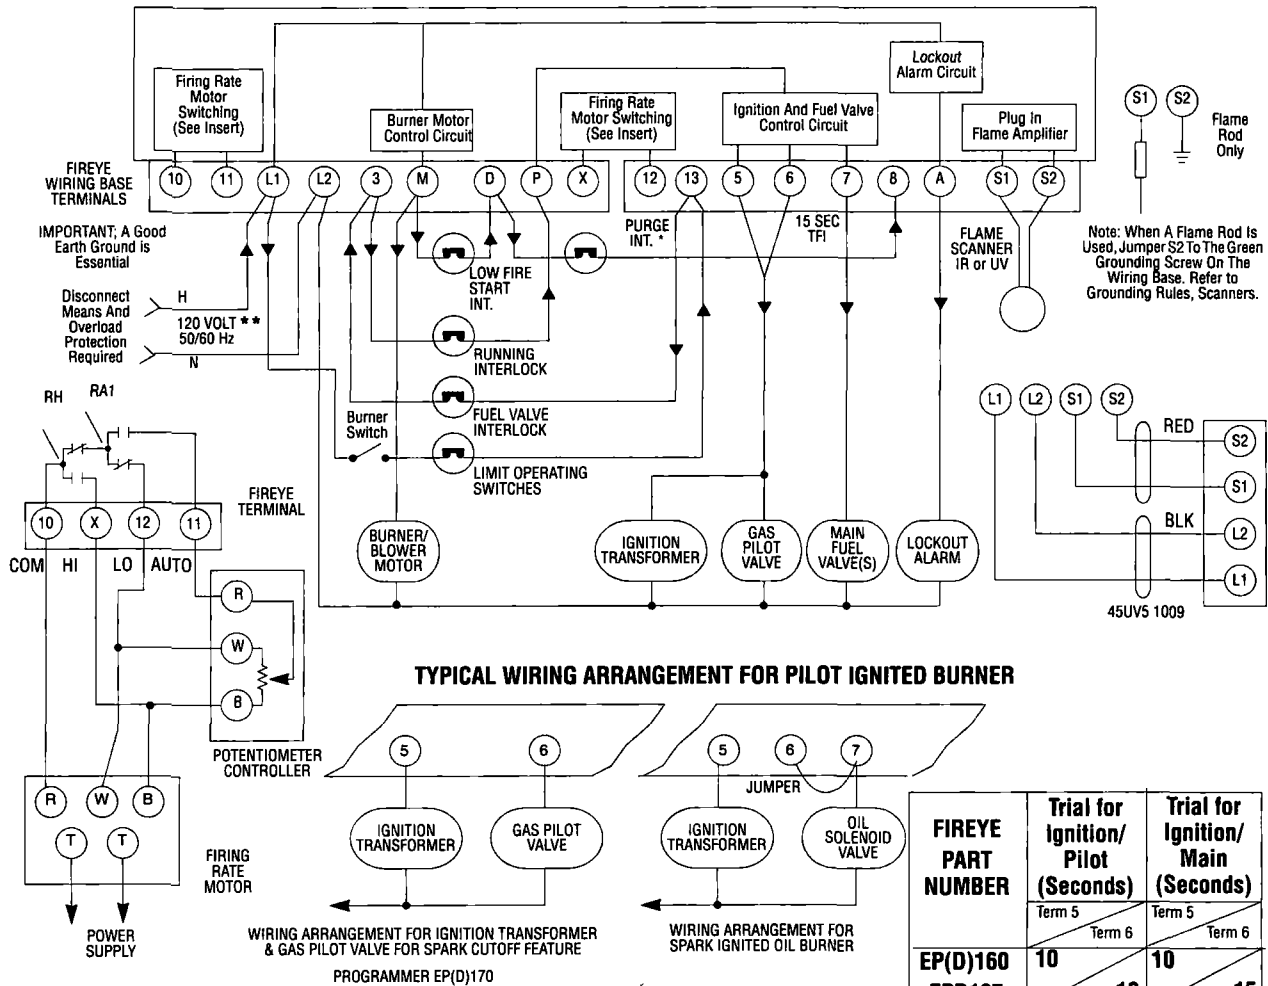 Firing Rate
Motor
Switching
(See Insert)
Burner Motor
Control Circuit
Firing Rate
Motor Switching
(See Insert)
Ignition And Fuel Valve
Control Circuit
Lockout
Alarm Circuit
Plug In
Flame Amplifier
S1 S2
Flame
Rod
Only
FIREYE
WIRING BASE
TERMINALS
10 11 L1 L2 3 M D P X 12 13 5 6 7 8 A S1 S2
IMPORTANT; A Good
Earth Ground is
Essential
PURGE
INT. *
15 SEC
TFI
FLAME
SCANNER
IR or UV
Note: When A Flame Rod Is
Used, Jumper S2 To The Green
Grounding Screw On The
Wiring Base. Refer to
Grounding Rules, Scanners.
LOW FIRE
START
INT.
Disconnect
Means And
Overload
Protection
Required
H
120 VOLT **
50/60 Hz
N
RUNNING
INTERLOCK
FUEL VALVE
INTERLOCK
Burner
Switch
LIMIT OPERATING
SWITCHES
RH RA1
FIREYE
TERMINAL
10 X 12 11
COM HI LO AUTO
BURNER/
BLOWER
MOTOR
IGNITION
TRANSFORMER
GAS
PILOT
VALVE
MAIN
FUEL
VALVE(S)
LOCKOUT
ALARM
L1 L2 S1 S2
RED
S2
S1
BLK
L2
L1
45UV5 1009
R
W
B
POTENTIOMETER
CONTROLLER
R W B
T T
FIRING
RATE
MOTOR
POWER
SUPPLY
TYPICAL WIRING ARRANGEMENT FOR PILOT IGNITED BURNER
5 6
IGNITION
TRANSFORMER
GAS PILOT
VALVE
WIRING ARRANGEMENT FOR IGNITION TRANSFORMER
& GAS PILOT VALVE FOR SPARK CUTOFF FEATURE
PROGRAMMER EP(D)170
5 6 7
JUMPER
IGNITION
TRANSFORMER
OIL
SOLENOID
VALVE
WIRING ARRANGEMENT FOR
SPARK IGNITED OIL BURNER
FIREYE
PART
NUMBER
Trial for
Ignition/
Pilot
(Seconds)
Trial for
Ignition/
Main
(Seconds)
Term 5
Term 6
Term 5
Term 6
EP(D)160 10 10